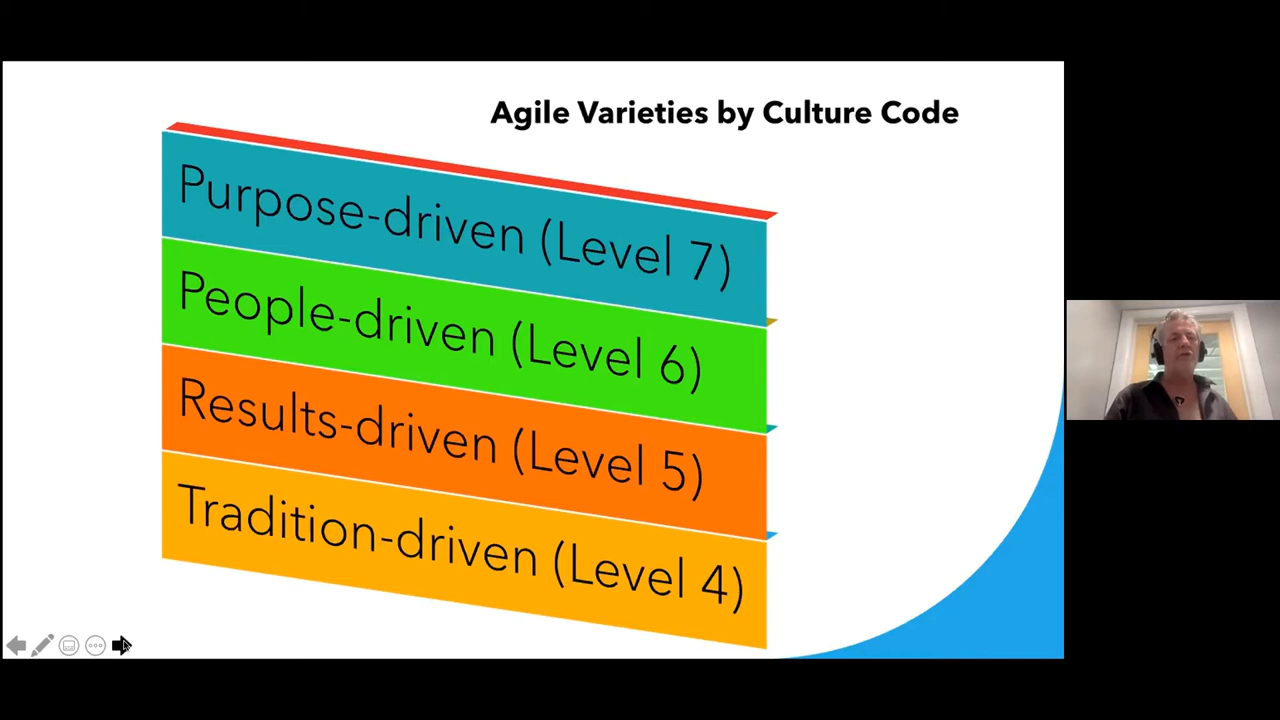 Agile Varieties by Culture Code
Purpose-driven (Level 7)
People-driven (Level 6)
Results-driven (Level 5)
Tradition-driven (Level 4)